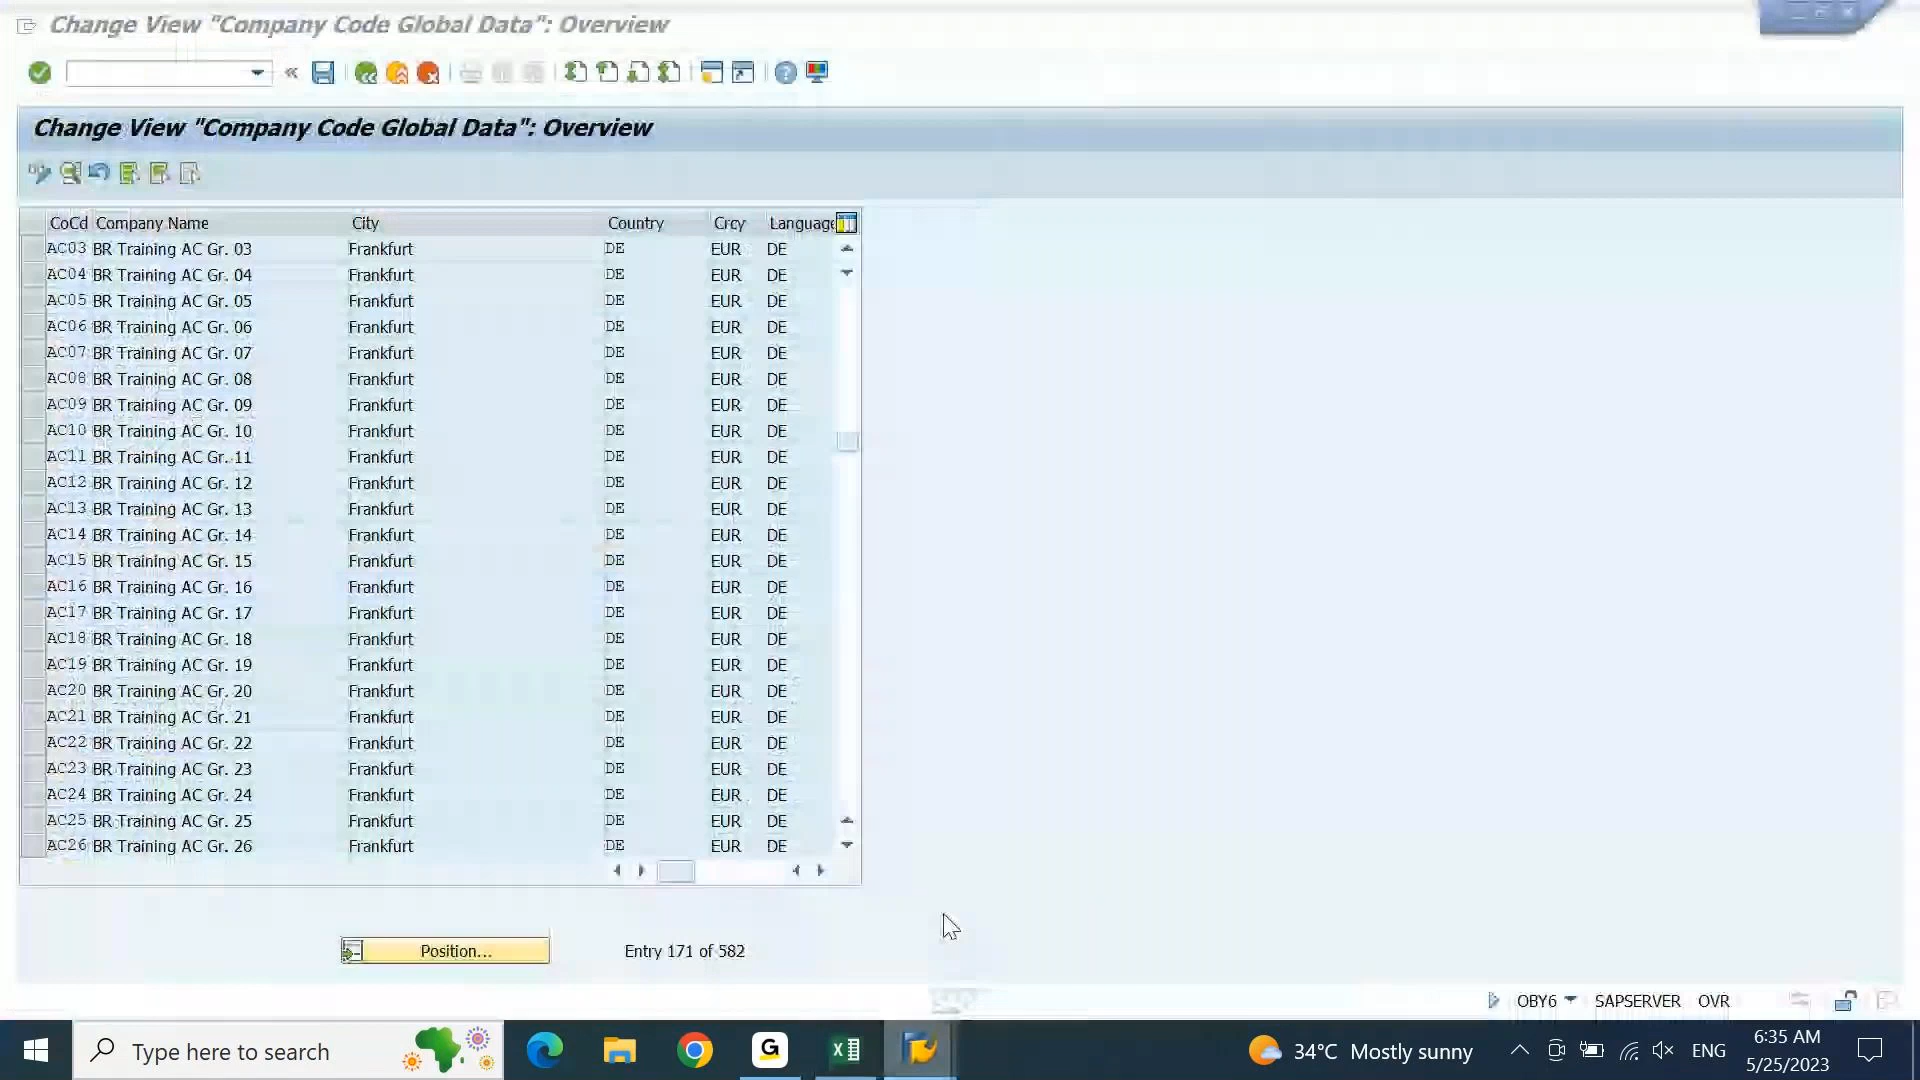 Change View "Company Code Global Data": Overview
Change View "Company Code Global Data": Overview
CoCd Company Name City Country Crcy Language
AC03 BR Training AC Gr. 03 Frankfurt DE EUR DE
AC04 BR Training AC Gr. 04 Frankfurt DE EUR DE
AC05 BR Training AC Gr. 05 Frankfurt DE EUR DE
AC06 BR Training AC Gr. 06 Frankfurt DE EUR DE
AC07 BR Training AC Gr. 07 Frankfurt DE EUR DE
AC08 BR Training AC Gr. 08 Frankfurt DE EUR DE
AC09 BR Training AC Gr. 09 Frankfurt DE EUR DE
AC10 BR Training AC Gr. 10 Frankfurt DE EUR DE
AC11 BR Training AC Gr. 11 Frankfurt DE EUR DE
AC12 BR Training AC Gr. 12 Frankfurt DE EUR DE
AC13 BR Training AC Gr. 13 Frankfurt DE EUR DE
AC14 BR Training AC Gr. 14 Frankfurt DE EUR DE
AC15 BR Training AC Gr. 15 Frankfurt DE EUR DE
AC16 BR Training AC Gr. 16 Frankfurt DE EUR DE
AC17 BR Training AC Gr. 17 Frankfurt DE EUR DE
AC18 BR Training AC Gr. 18 Frankfurt DE EUR DE
AC19 BR Training AC Gr. 19 Frankfurt DE EUR DE
AC20 BR Training AC Gr. 20 Frankfurt DE EUR DE
AC21 BR Training AC Gr. 21 Frankfurt DE EUR DE
AC22 BR Training AC Gr. 22 Frankfurt DE EUR DE
AC23 BR Training AC Gr. 23 Frankfurt DE EUR DE
AC24 BR Training AC Gr. 24 Frankfurt DE EUR DE
AC25 BR Training AC Gr. 25 Frankfurt DE EUR DE
AC26 BR Training AC Gr. 26 Frankfurt DE EUR DE
Position... Entry 171 of 582
OBY6 SAPSERVER OVR
Type here to search
34°C Mostly sunny
ENG
6:35 AM
5/25/2023